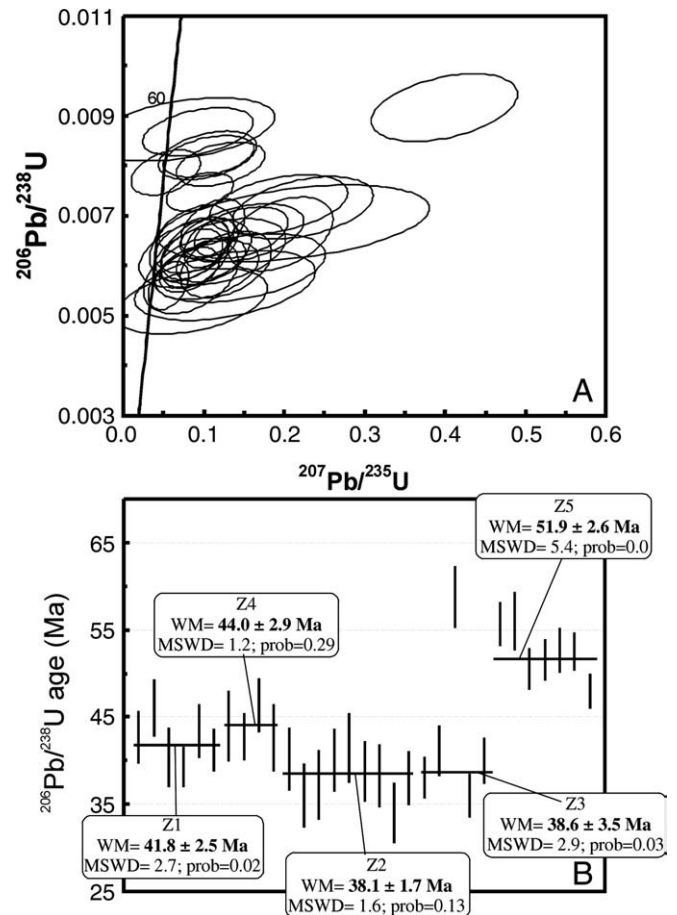 0.011
0.009
0.007
0.005
0.003
²⁰⁶Pb/²³⁸U
60
A
0.0 0.1 0.2 0.3 0.4 0.5 0.6
²⁰⁷Pb/²³⁵U
65
55
45
35
25
²⁰⁶Pb/²³⁸U age (Ma)
Z5
WM= 51.9 ± 2.6 Ma
MSWD= 5.4; prob=0.0
Z4
WM= 44.0 ± 2.9 Ma
MSWD= 1.2; prob=0.29
Z1
WM= 41.8 ± 2.5 Ma
MSWD= 2.7; prob=0.02
Z2
WM= 38.1 ± 1.7 Ma
MSWD= 1.6; prob=0.13
Z3
WM= 38.6 ± 3.5 Ma
MSWD= 2.9; prob=0.03
B